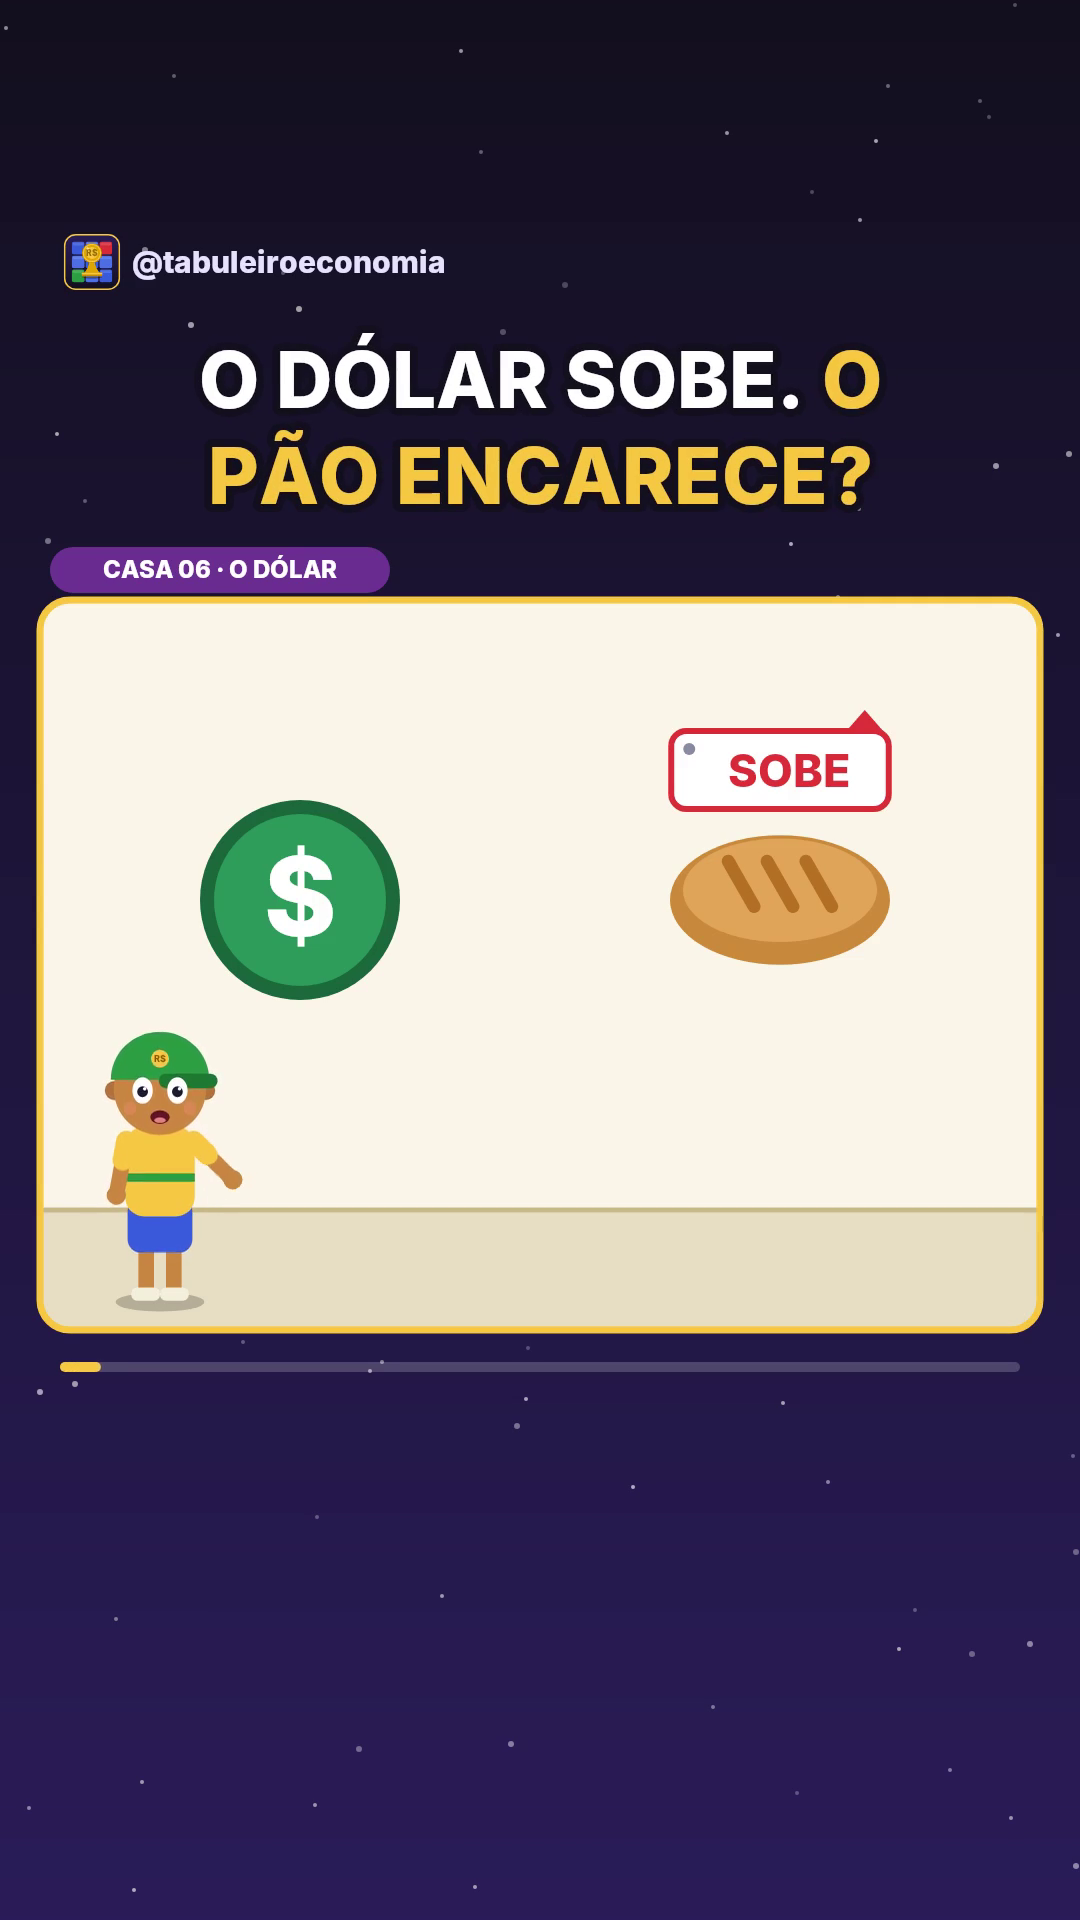 R$
@tabuleiroeconomia
O DÓLAR SOBE. O
PÃO ENCARECE?
CASA 06 · O DÓLAR
SOBE
$
R$